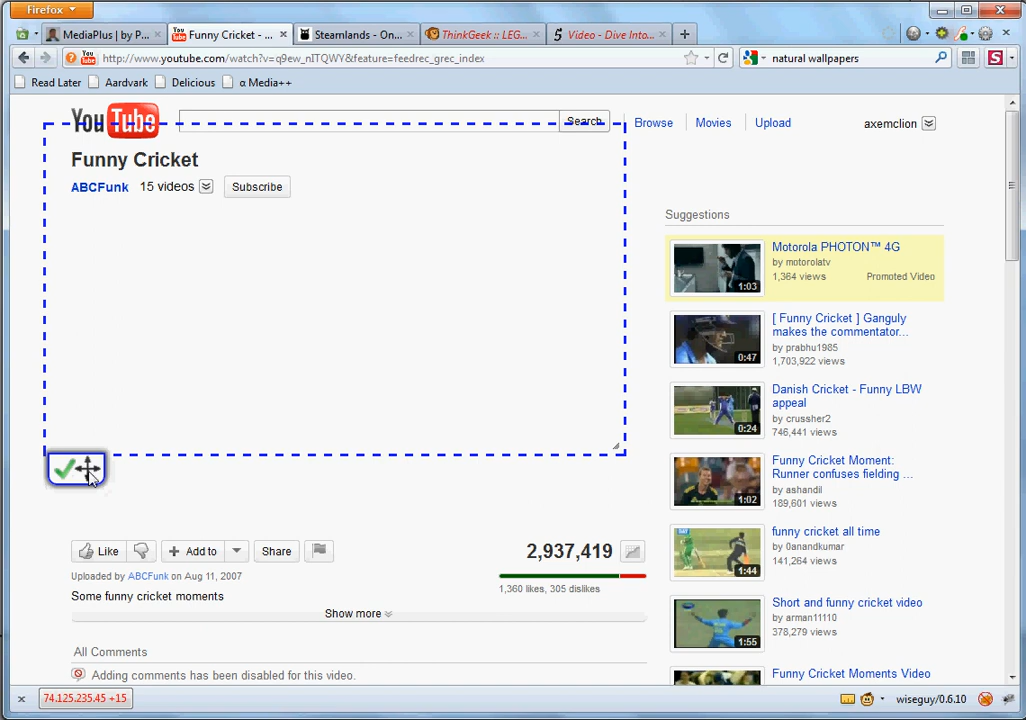 Firefox
MediaPlus | by P...
Funny Cricket - ...
Stearnlands - On...
ThinkGeek :: LEG...
Video - Dive Into...
http://www.youtube.com/watch?v=q9ew_nITQWY&feature=feedrec_grec_index
natural wallpapers
Read Later
Aardvark
Delicious
α Media++
YouTube
Search
Browse
Movies
Upload
axemclion
Funny Cricket
ABCFunk 15 videos
Subscribe
Suggestions
Motorola PHOTON™ 4G
by motorolatv
1,364 views
Promoted Video
1:03
[ Funny Cricket ] Ganguly
makes the commentator...
by prabhu1985
1,703,922 views
0:47
Danish Cricket - Funny LBW
appeal
by crussher2
746,441 views
0:24
Funny Cricket Moment:
Runner confuses fielding ...
by ashandil
189,601 views
1:02
funny cricket all time
by 0anandkumar
141,264 views
1:44
Short and funny cricket video
by arman11110
378,279 views
1:55
Funny Cricket Moments Video
Like
Add to
Share
2,937,419
Uploaded by ABCFunk on Aug 11, 2007
1,360 likes, 305 dislikes
Some funny cricket moments
Show more
All Comments
Adding comments has been disabled for this video.
74.125.235.45 +15
wiseguy/0.6.10